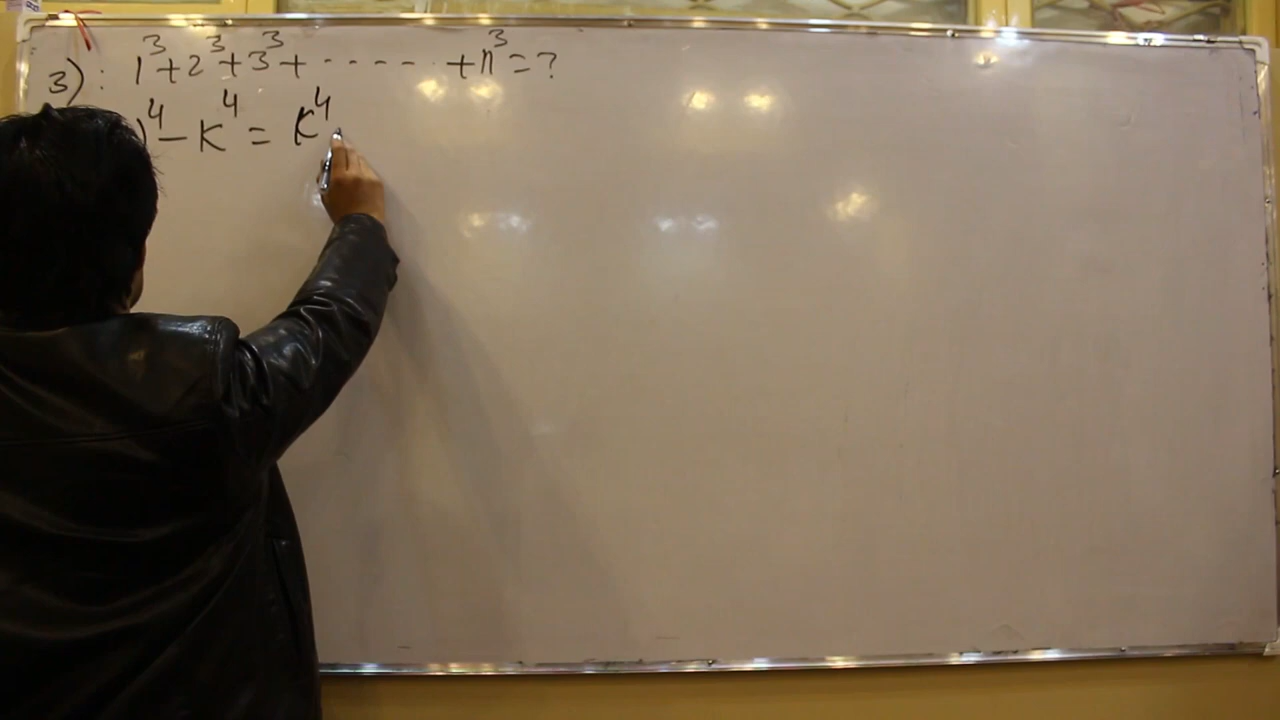 3): 1³+2³+3³+ - - - - - +n³=?
)⁴-K⁴ = K⁴